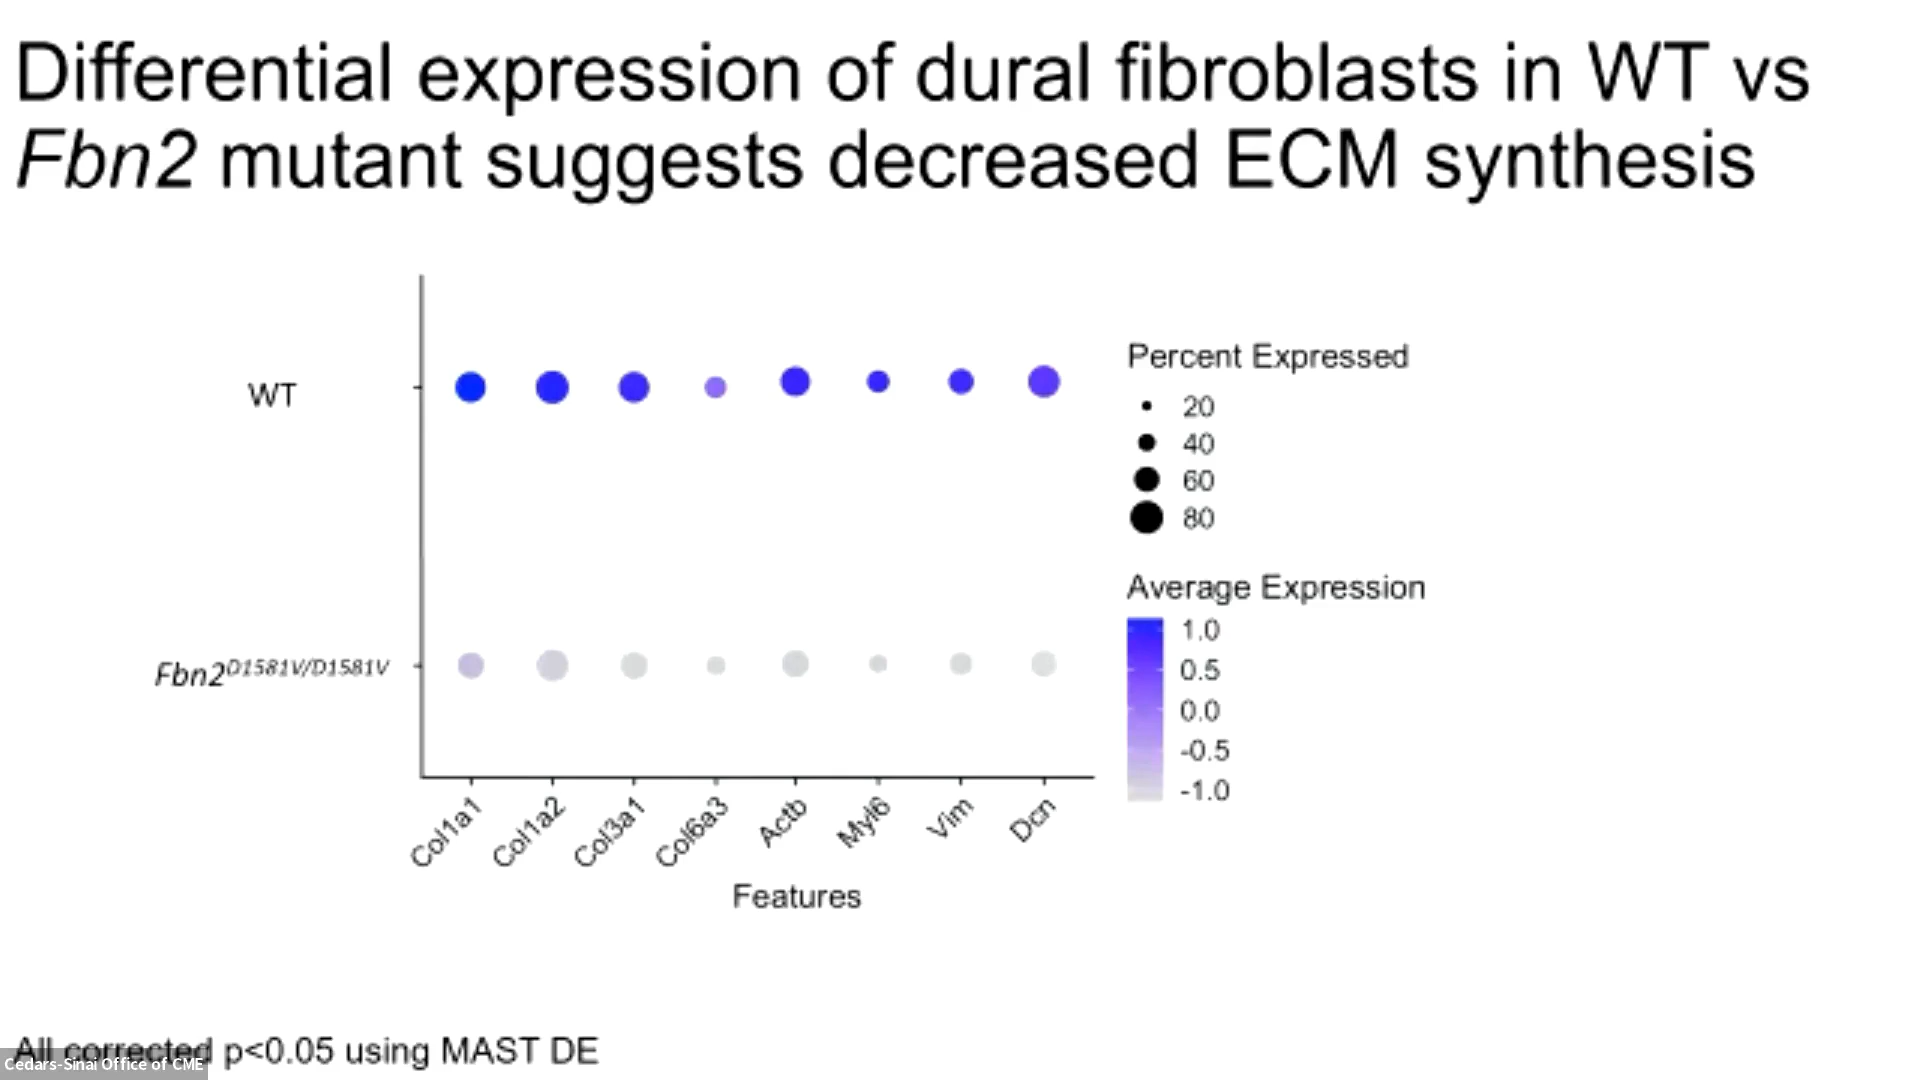 Differential expression of dural fibroblasts in WT vs
Fbn2 mutant suggests decreased ECM synthesis
WT
Fbn2D1581V/D1581V
Col1a1
Col1a2
Col3a1
Col6a3
Actb
Myl6
Vim
Dcn
Features
Percent Expressed
20
40
60
80
Average Expression
1.0
0.5
0.0
-0.5
-1.0
All corrected p<0.05 using MAST DE
Cedars-Sinai Office of CME